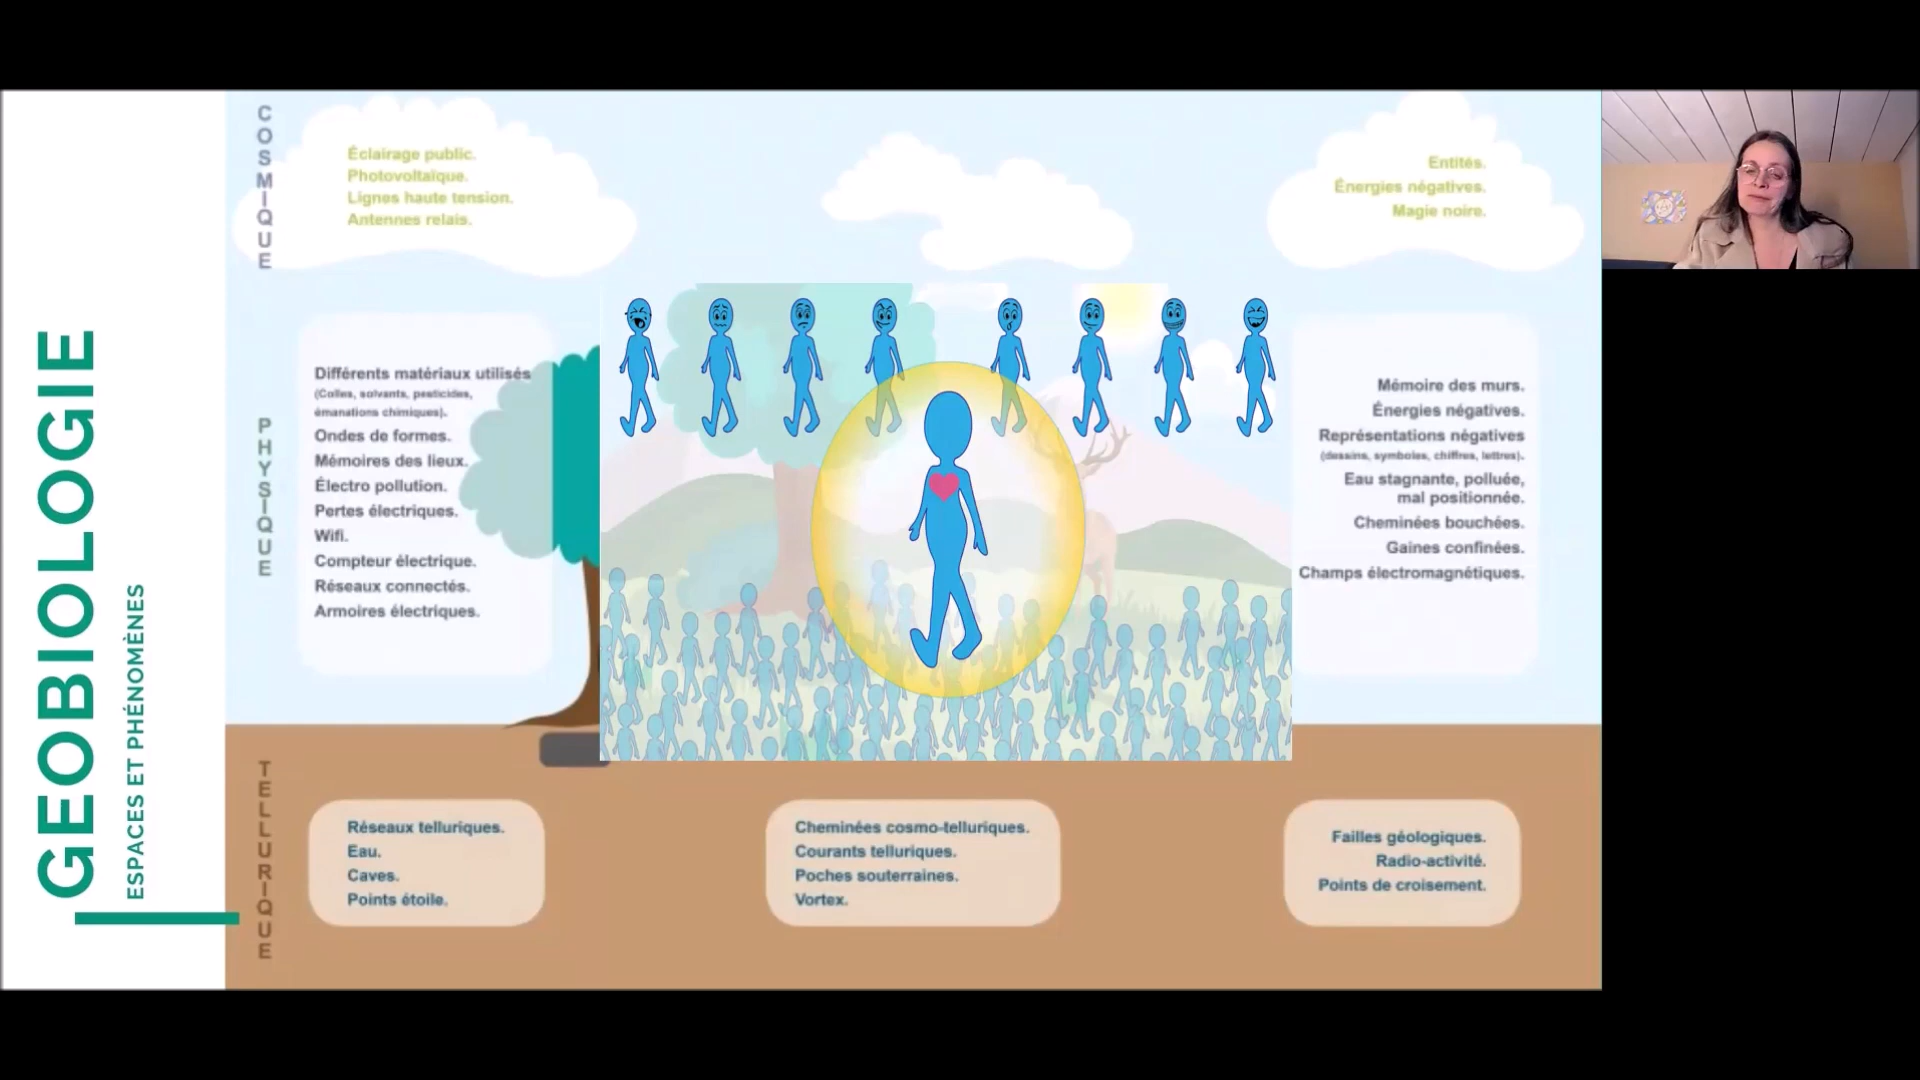 GEOBIOLOGIE
ESPACES ET PHÉNOMÈNES
COSMIQUE
Éclairage public.
Photovoltaïque.
Lignes haute tension.
Antennes relais.
Entités.
Énergies négatives.
Magie noire.
PHYSIQUE
Différents matériaux utilisés
(Colles, solvants, pesticides,
émanations chimiques).
Ondes de formes.
Mémoires des lieux.
Électro pollution.
Pertes électriques.
Wifi.
Compteur électrique.
Réseaux connectés.
Armoires électriques.
Mémoire des murs.
Énergies négatives.
Représentations négatives
(dessins, symboles, chiffres, lettres).
Eau stagnante, polluée,
mal positionnée.
Cheminées bouchées.
Gaines confinées.
Champs électromagnétiques.
TELLURIQUE
Réseaux telluriques.
Eau.
Caves.
Points étoile.
Cheminées cosmo-telluriques.
Courants telluriques.
Poches souterraines.
Vortex.
Failles géologiques.
Radio-activité.
Points de croisement.